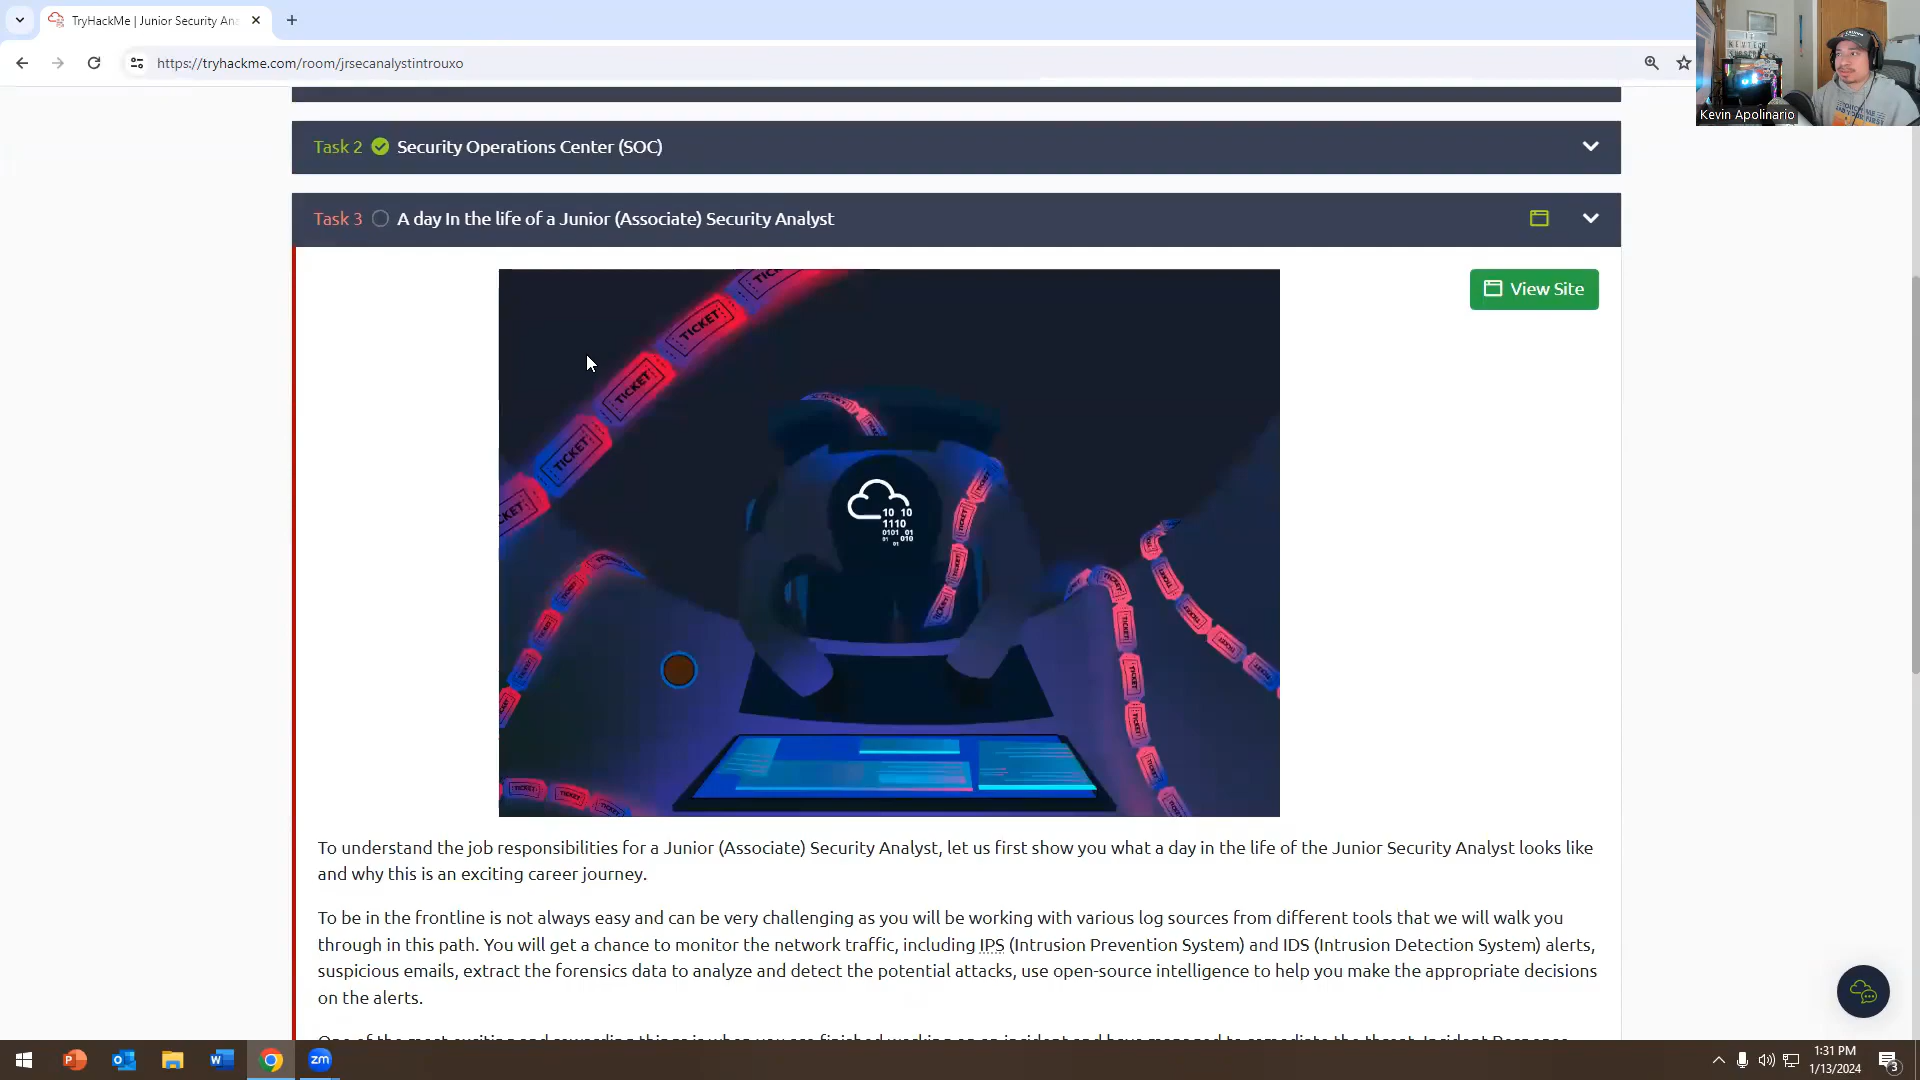 TryHackMe | Junior Security Ana
https://tryhackme.com/room/jrsecanalystintrouxo
Kevin Apolinario
Task 2 Security Operations Center (SOC)
Task 3 A day In the life of a Junior (Associate) Security Analyst
View Site
TICKET
TICKET
TICKET
TICKET
10 10
1110
0101 01
01 010
01
To understand the job responsibilities for a Junior (Associate) Security Analyst, let us first show you what a day in the life of the Junior Security Analyst looks like
and why this is an exciting career journey.
To be in the frontline is not always easy and can be very challenging as you will be working with various log sources from different tools that we will walk you
through in this path. You will get a chance to monitor the network traffic, including IPS (Intrusion Prevention System) and IDS (Intrusion Detection System) alerts,
suspicious emails, extract the forensics data to analyze and detect the potential attacks, use open-source intelligence to help you make the appropriate decisions
on the alerts.
zm
1:31 PM
1/13/2024
3